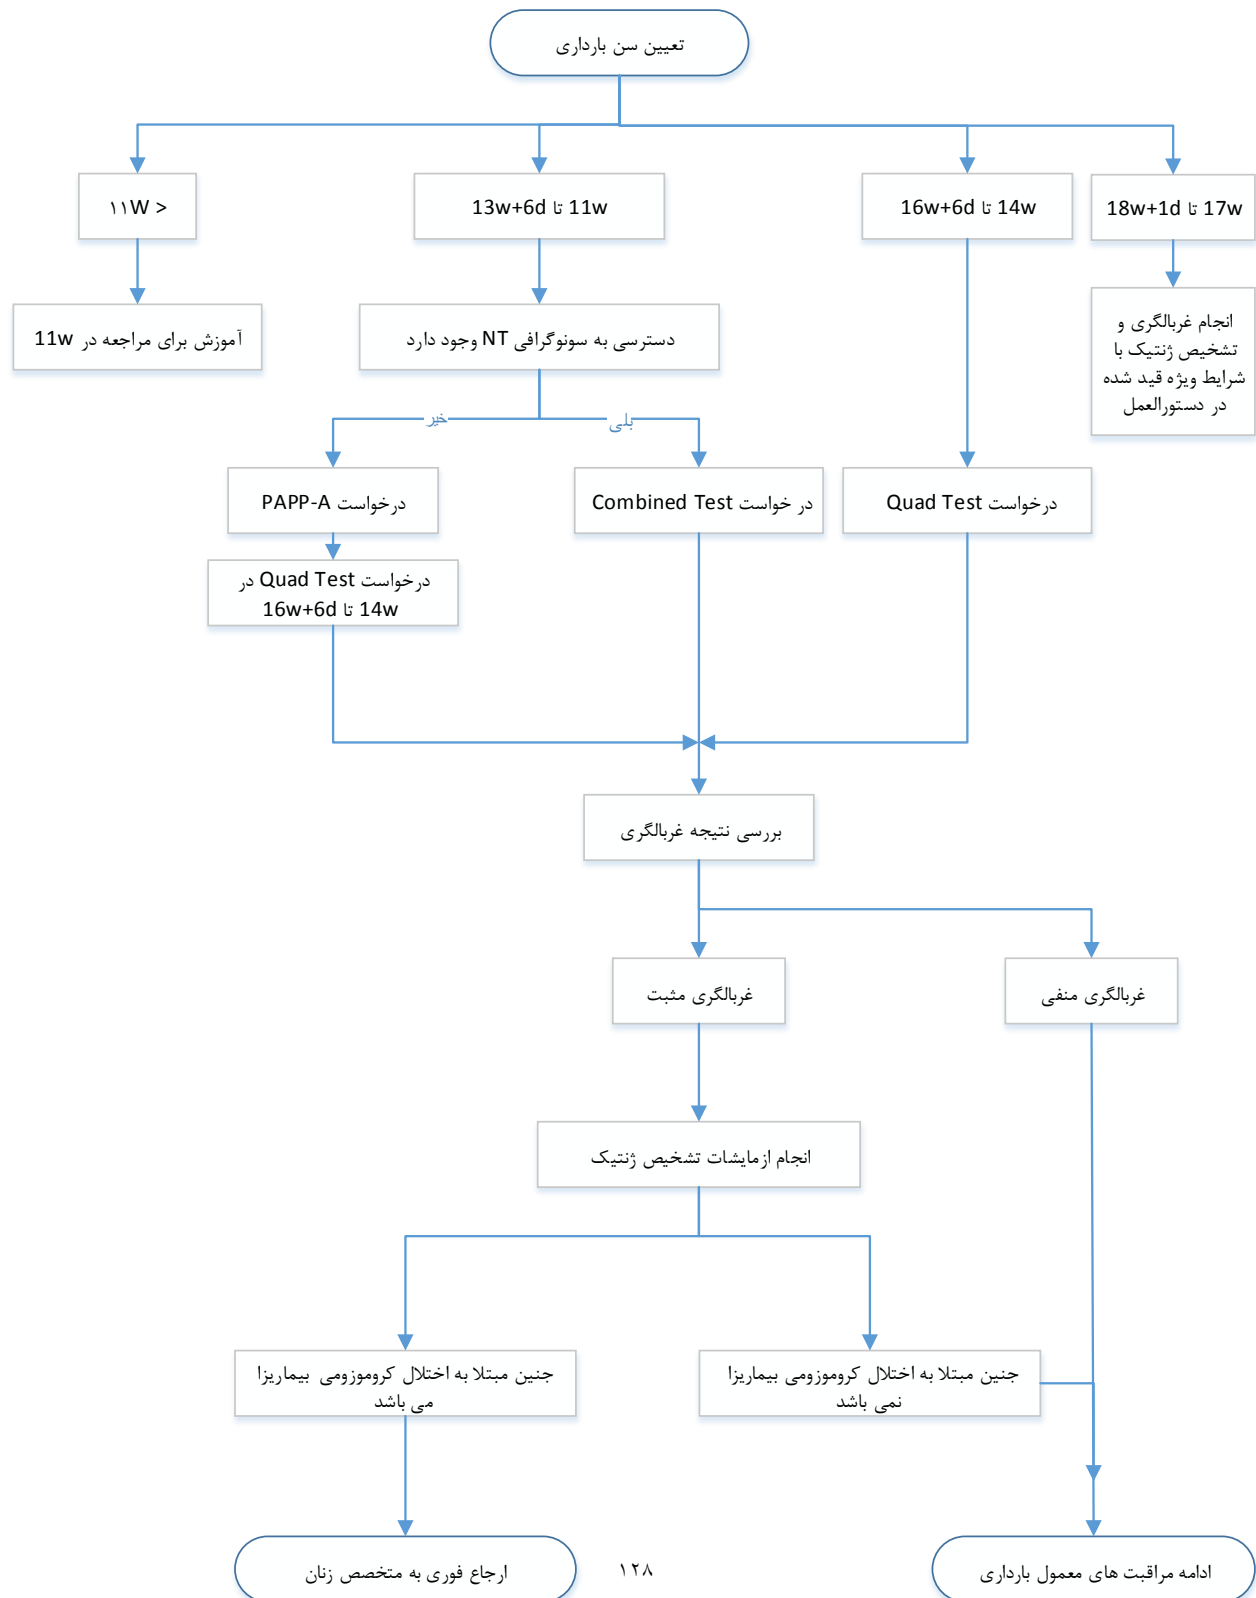 تعیین سن بارداری
۱۱W >
11w تا 13w+6d
14w تا 16w+6d
17w تا 18w+1d
آموزش برای مراجعه در 11w
دسترسی به سونوگرافی NT وجود دارد
انجام غربالگری و
تشخیص ژنتیک با
شرایط ویژه قید شده
در دستورالعمل
خیر
بلی
درخواست PAPP-A
در خواست Combined Test
درخواست Quad Test
درخواست Quad Test در
14w تا 16w+6d
بررسی نتیجه غربالگری
غربالگری مثبت
غربالگری منفی
انجام ازمایشات تشخیص ژنتیک
جنین مبتلا به اختلال کروموزومی بیماریزا
می باشد
جنین مبتلا به اختلال کروموزومی بیماریزا
نمی باشد
ارجاع فوری به متخصص زنان
۱۲۸
ادامه مراقبت های معمول بارداری